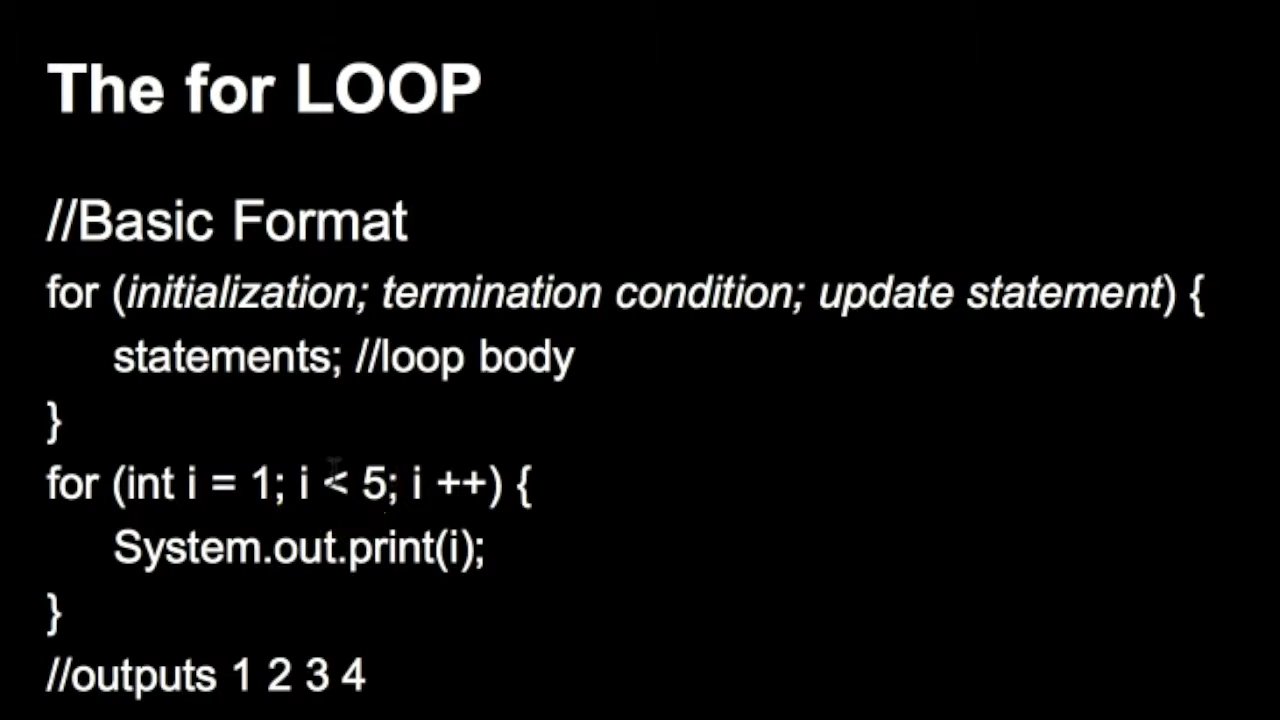 The for LOOP
//Basic Format
for (initialization; termination condition; update statement) {
statements; //loop body
}
for (int i = 1; i < 5; i ++) {
System.out.print(i);
}
//outputs 1 2 3 4